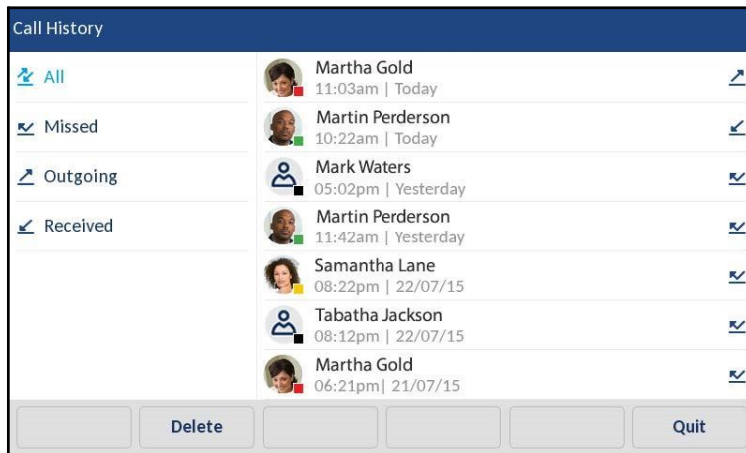 Call History
All
Missed
Outgoing
Received
Martha Gold
11:03am | Today
Martin Perderson
10:22am | Today
Mark Waters
05:02pm | Yesterday
Martin Perderson
11:42am | Yesterday
Samantha Lane
08:22pm | 22/07/15
Tabatha Jackson
08:12pm | 22/07/15
Martha Gold
06:21pm| 21/07/15
Delete
Quit